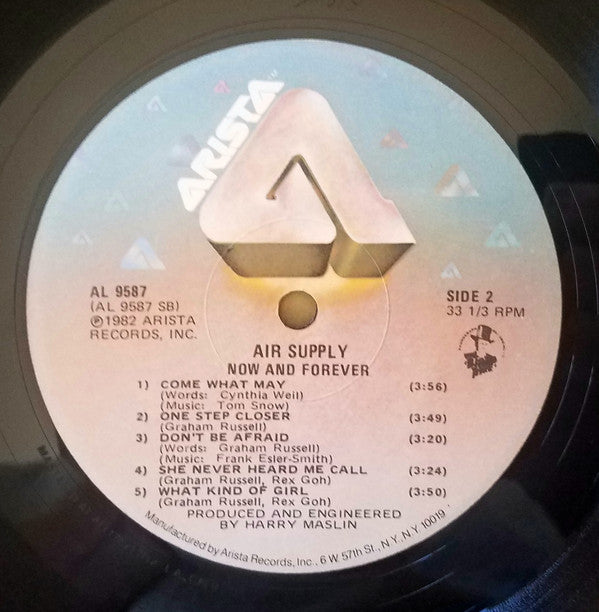 ARISTA™
AL 9587
(AL 9587 SB)
℗1982 ARISTA
RECORDS, INC.
SIDE 2
33 1/3 RPM
AIR SUPPLY
NOW AND FOREVER
1) COME WHAT MAY (3:56)
(Words: Cynthia Weil)
(Music: Tom Snow)
2) ONE STEP CLOSER (3:49)
(Graham Russell)
3) DON'T BE AFRAID (3:20)
(Words: Graham Russell)
(Music: Frank Esler-Smith)
4) SHE NEVER HEARD ME CALL (3:24)
(Graham Russell, Rex Goh)
5) WHAT KIND OF GIRL (3:50)
(Graham Russell, Rex Goh)
PRODUCED AND ENGINEERED
BY HARRY MASLIN
Manufactured by Arista Records, Inc., 6 W. 57th St., N.Y. N.Y. 10019